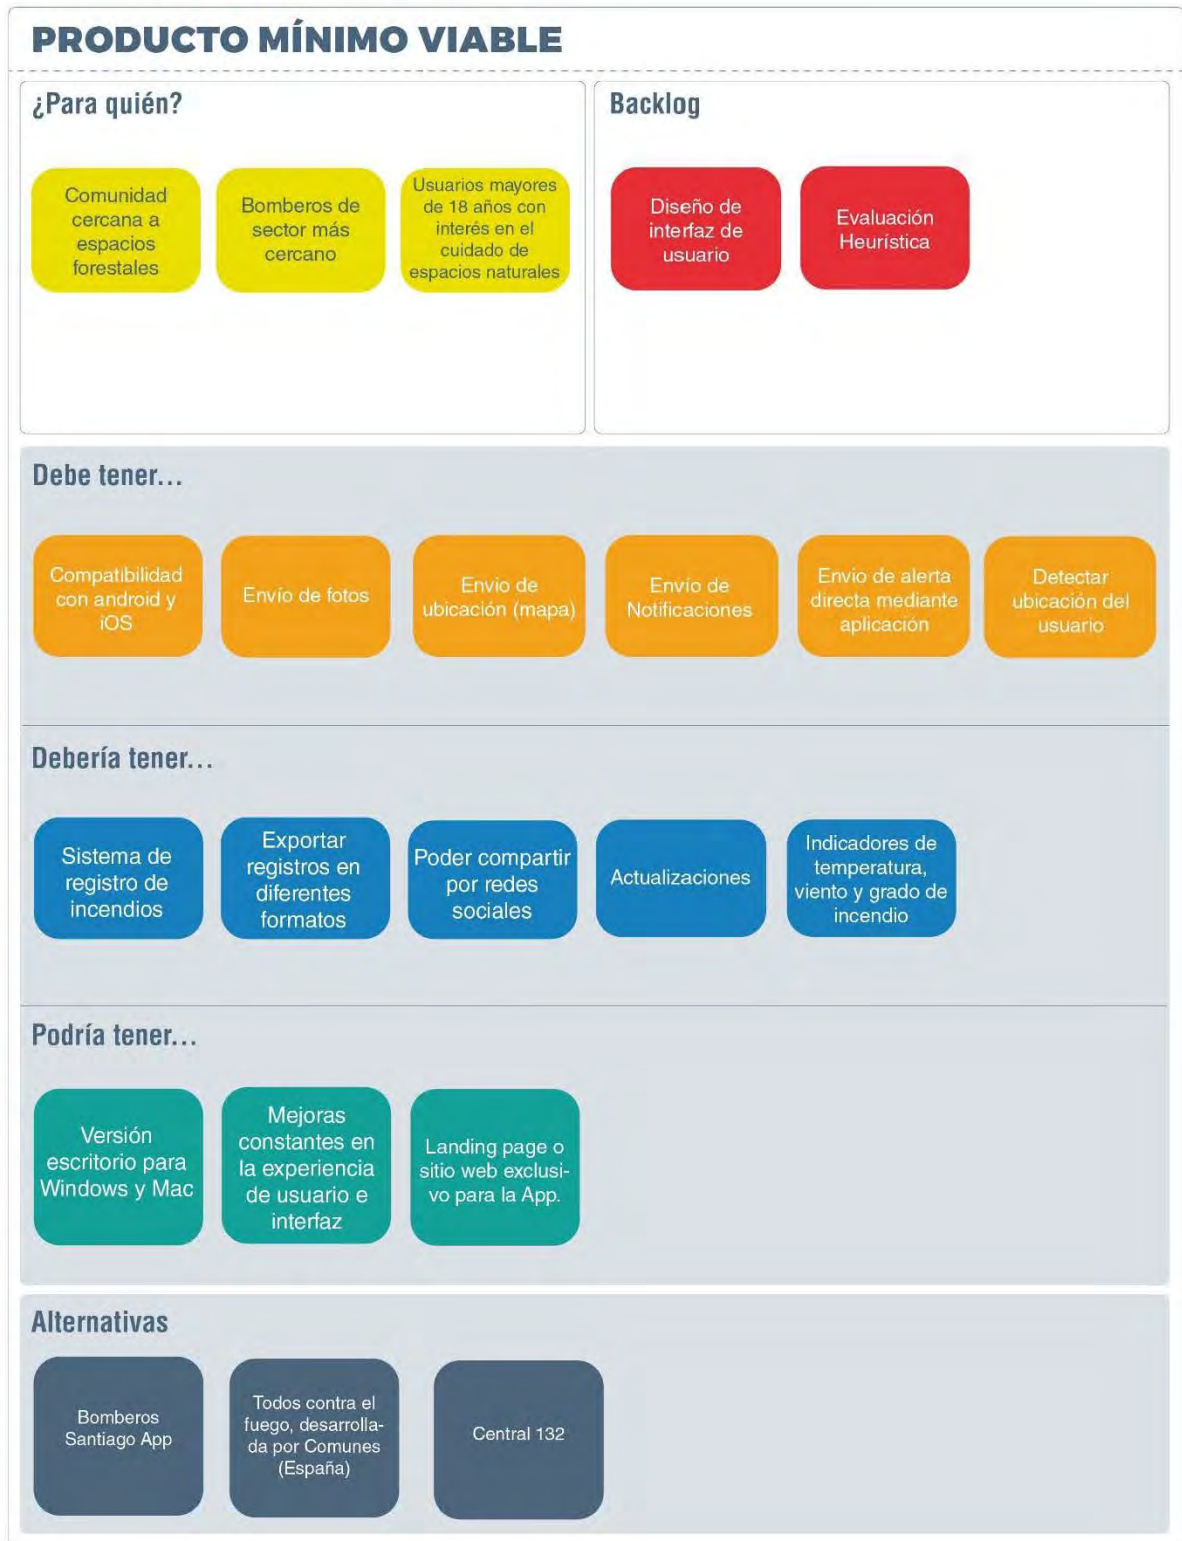 PRODUCTO MÍNIMO VIABLE
¿Para quién?
Comunidad
cercana a
espacios
forestales
Bomberos de
sector más
cercano
Usuarios mayores
de 18 años con
interés en el
cuidado de
espacios naturales
Backlog
Diseño de
interfaz de
usuario
Evaluación
Heurística
Debe tener...
Compatibilidad
con android y
iOS
Envío de fotos
Envio de
ubicación (mapa)
Envío de
Notificaciones
Envio de alerta
directa mediante
aplicación
Detectar
ubicación del
usuario
Debería tener...
Sistema de
registro de
incendios
Exportar
registros en
diferentes
formatos
Poder compartir
por redes
sociales
Actualizaciones
Indicadores de
temperatura,
viento y grado de
incendio
Podría tener...
Versión
escritorio para
Windows y Mac
Mejoras
constantes en
la experiencia
de usuario e
interfaz
Landing page o
sitio web exclusi-
vo para la App.
Alternativas
Bomberos
Santiago App
Todos contra el
fuego, desarrolla-
da por Comunes
(España)
Central 132